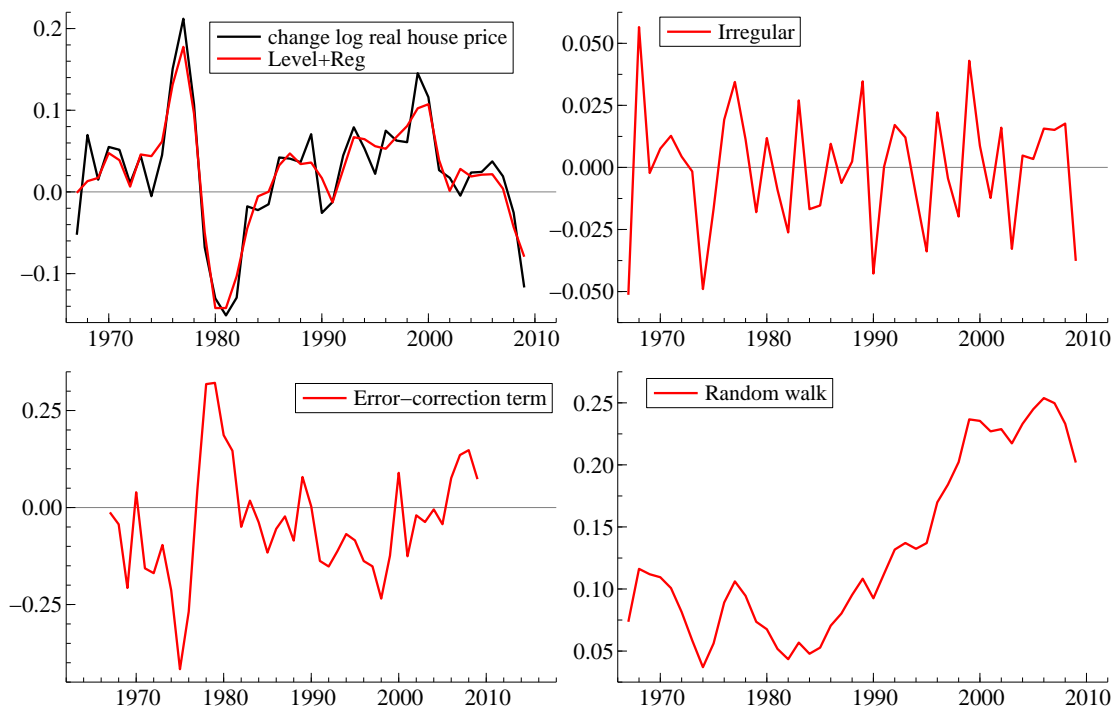 0.2
0.1
0.0
−0.1
change log real house price
Level+Reg
1970 1980 1990 2000 2010
0.050
0.025
0.000
−0.025
−0.050
Irregular
1970 1980 1990 2000 2010
0.25
0.00
−0.25
Error−correction term
1970 1980 1990 2000 2010
0.25
0.20
0.15
0.10
0.05
Random walk
1970 1980 1990 2000 2010